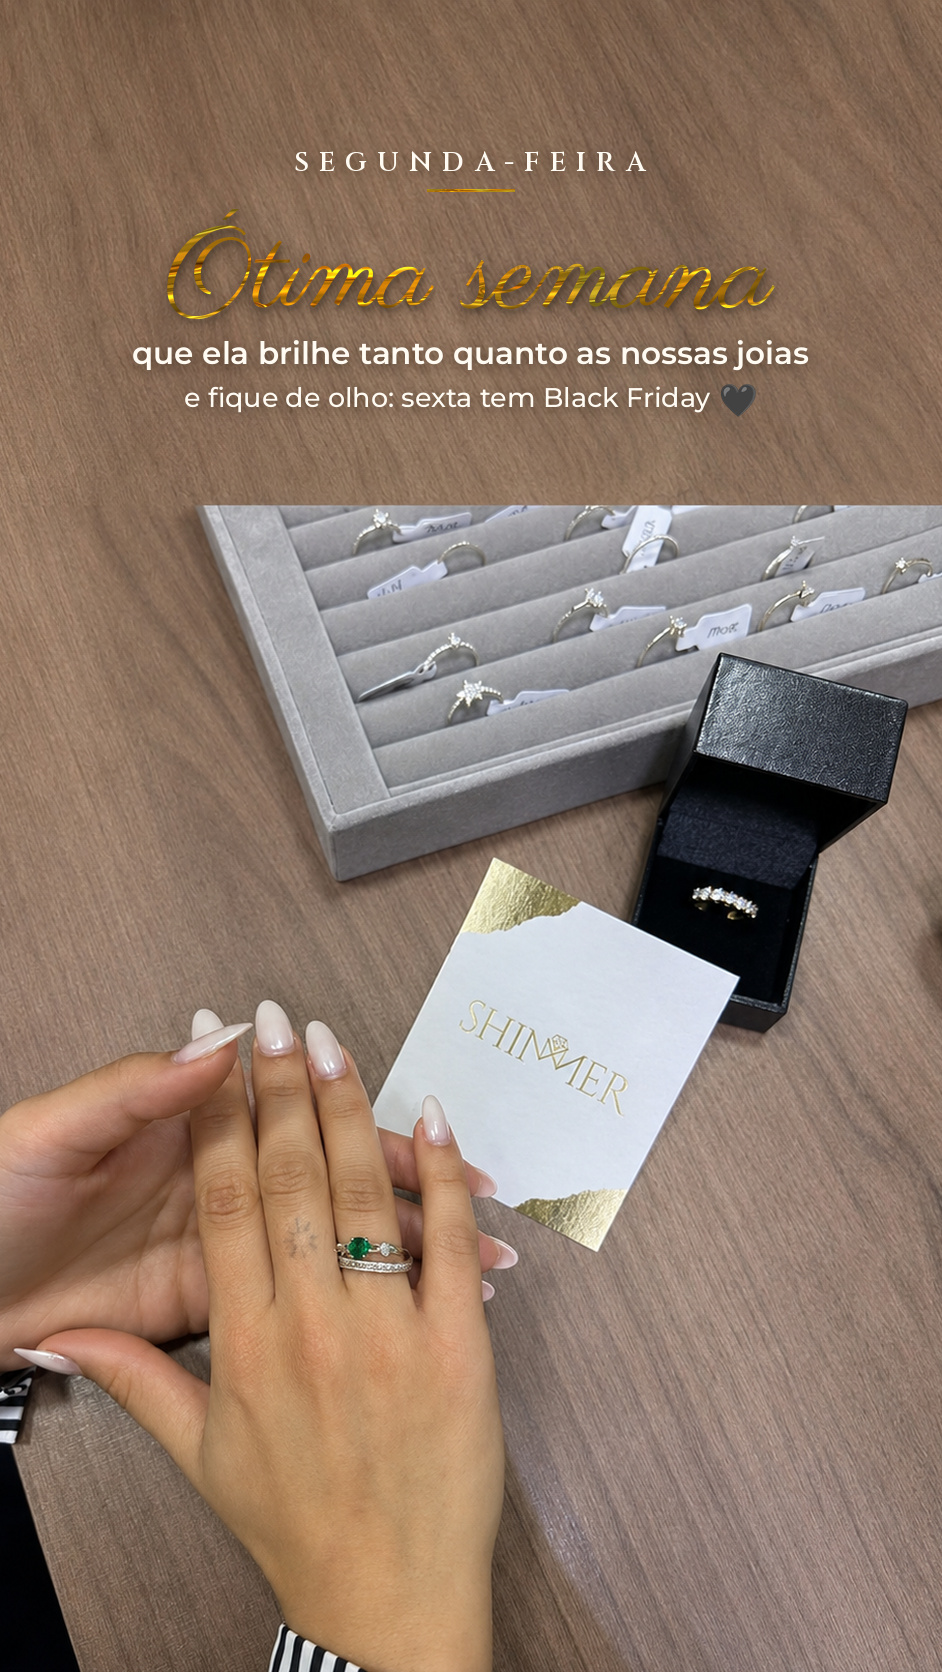 SEGUNDA-FEIRA
Ótima semana
que ela brilhe tanto quanto as nossas joias
e fique de olho: sexta tem Black Friday 🖤
SHIMMER